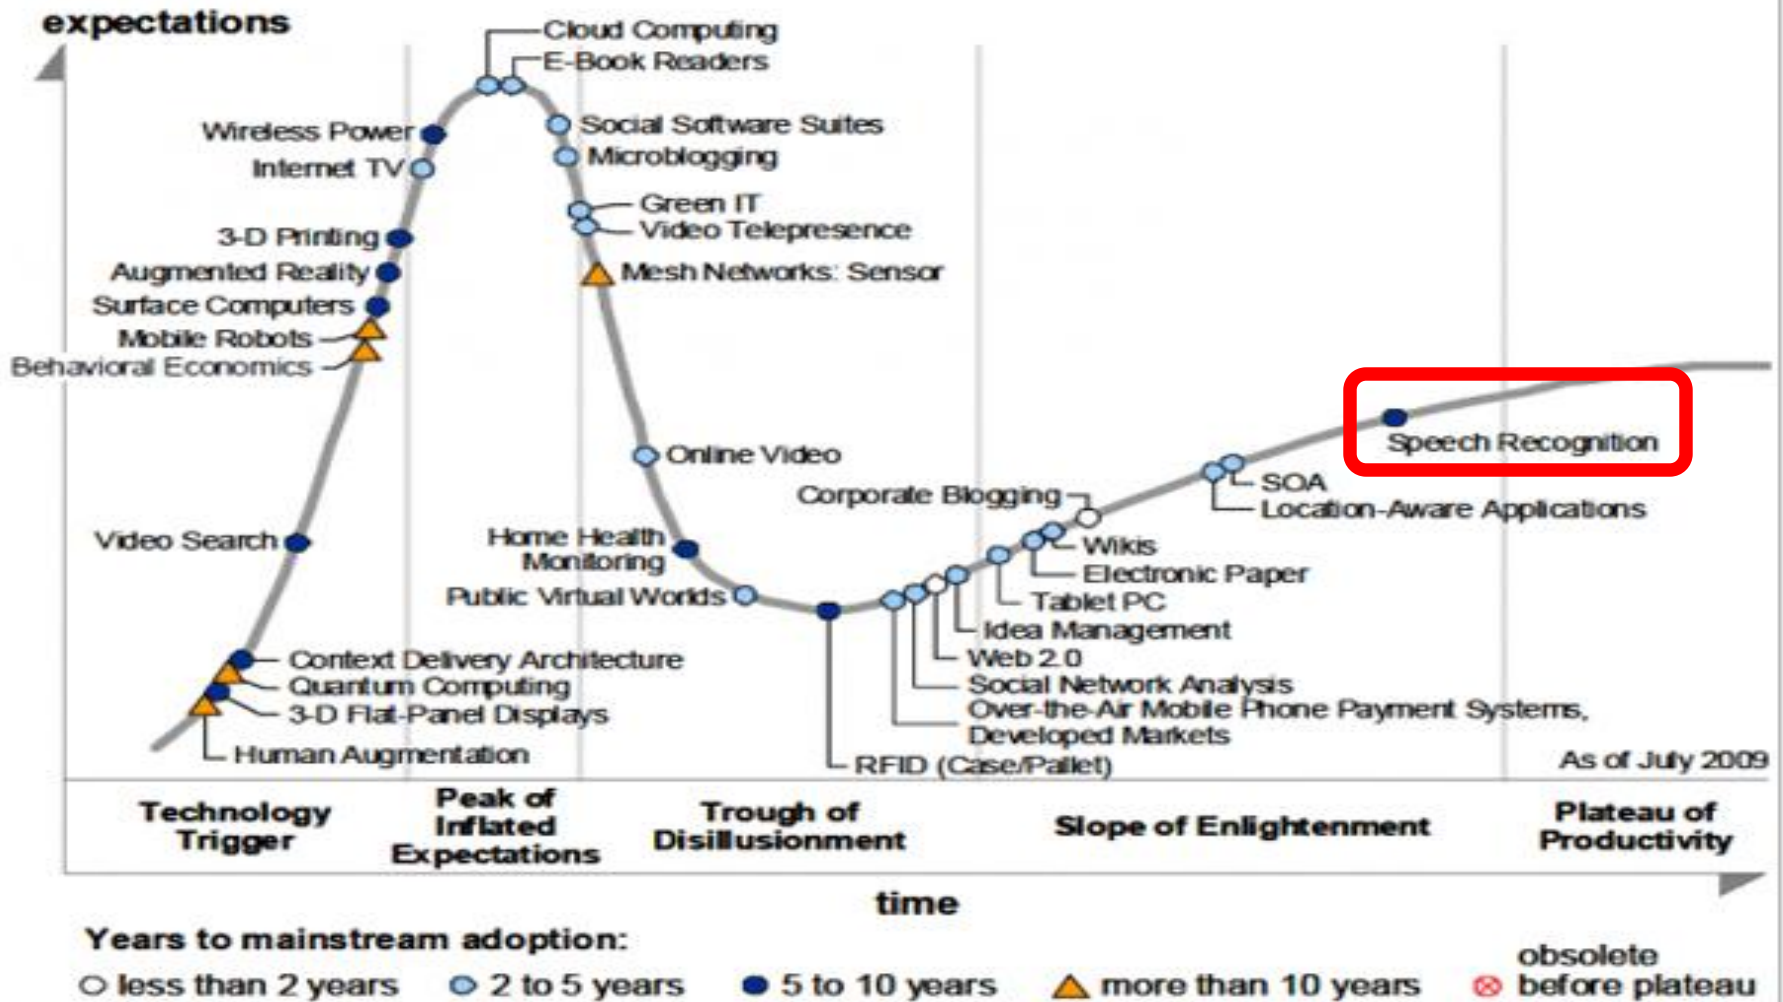 expectations
Cloud Computing
E-Book Readers
Wireless Power
Social Software Suites
Internet TV
Microblogging
Green IT
3-D Printing
Video Telepresence
Augmented Reality
Mesh Networks: Sensor
Surface Computers
Mobile Robots
Behavioral Economics
Speech Recognition
Online Video
SOA
Corporate Blogging
Location-Aware Applications
Video Search
Home Health
Monitoring
Wikis
Electronic Paper
Public Virtual Worlds
Tablet PC
Idea Management
Context Delivery Architecture
Web 2.0
Quantum Computing
Social Network Analysis
3-D Flat-Panel Displays
Over-the-Air Mobile Phone Payment Systems,
Developed Markets
Human Augmentation
RFID (Case/Pallet)
As of July 2009
Technology
Trigger
Peak of
Inflated
Expectations
Trough of
Disillusionment
Slope of Enlightenment
Plateau of
Productivity
time
Years to mainstream adoption:
less than 2 years
2 to 5 years
5 to 10 years
more than 10 years
obsolete
before plateau